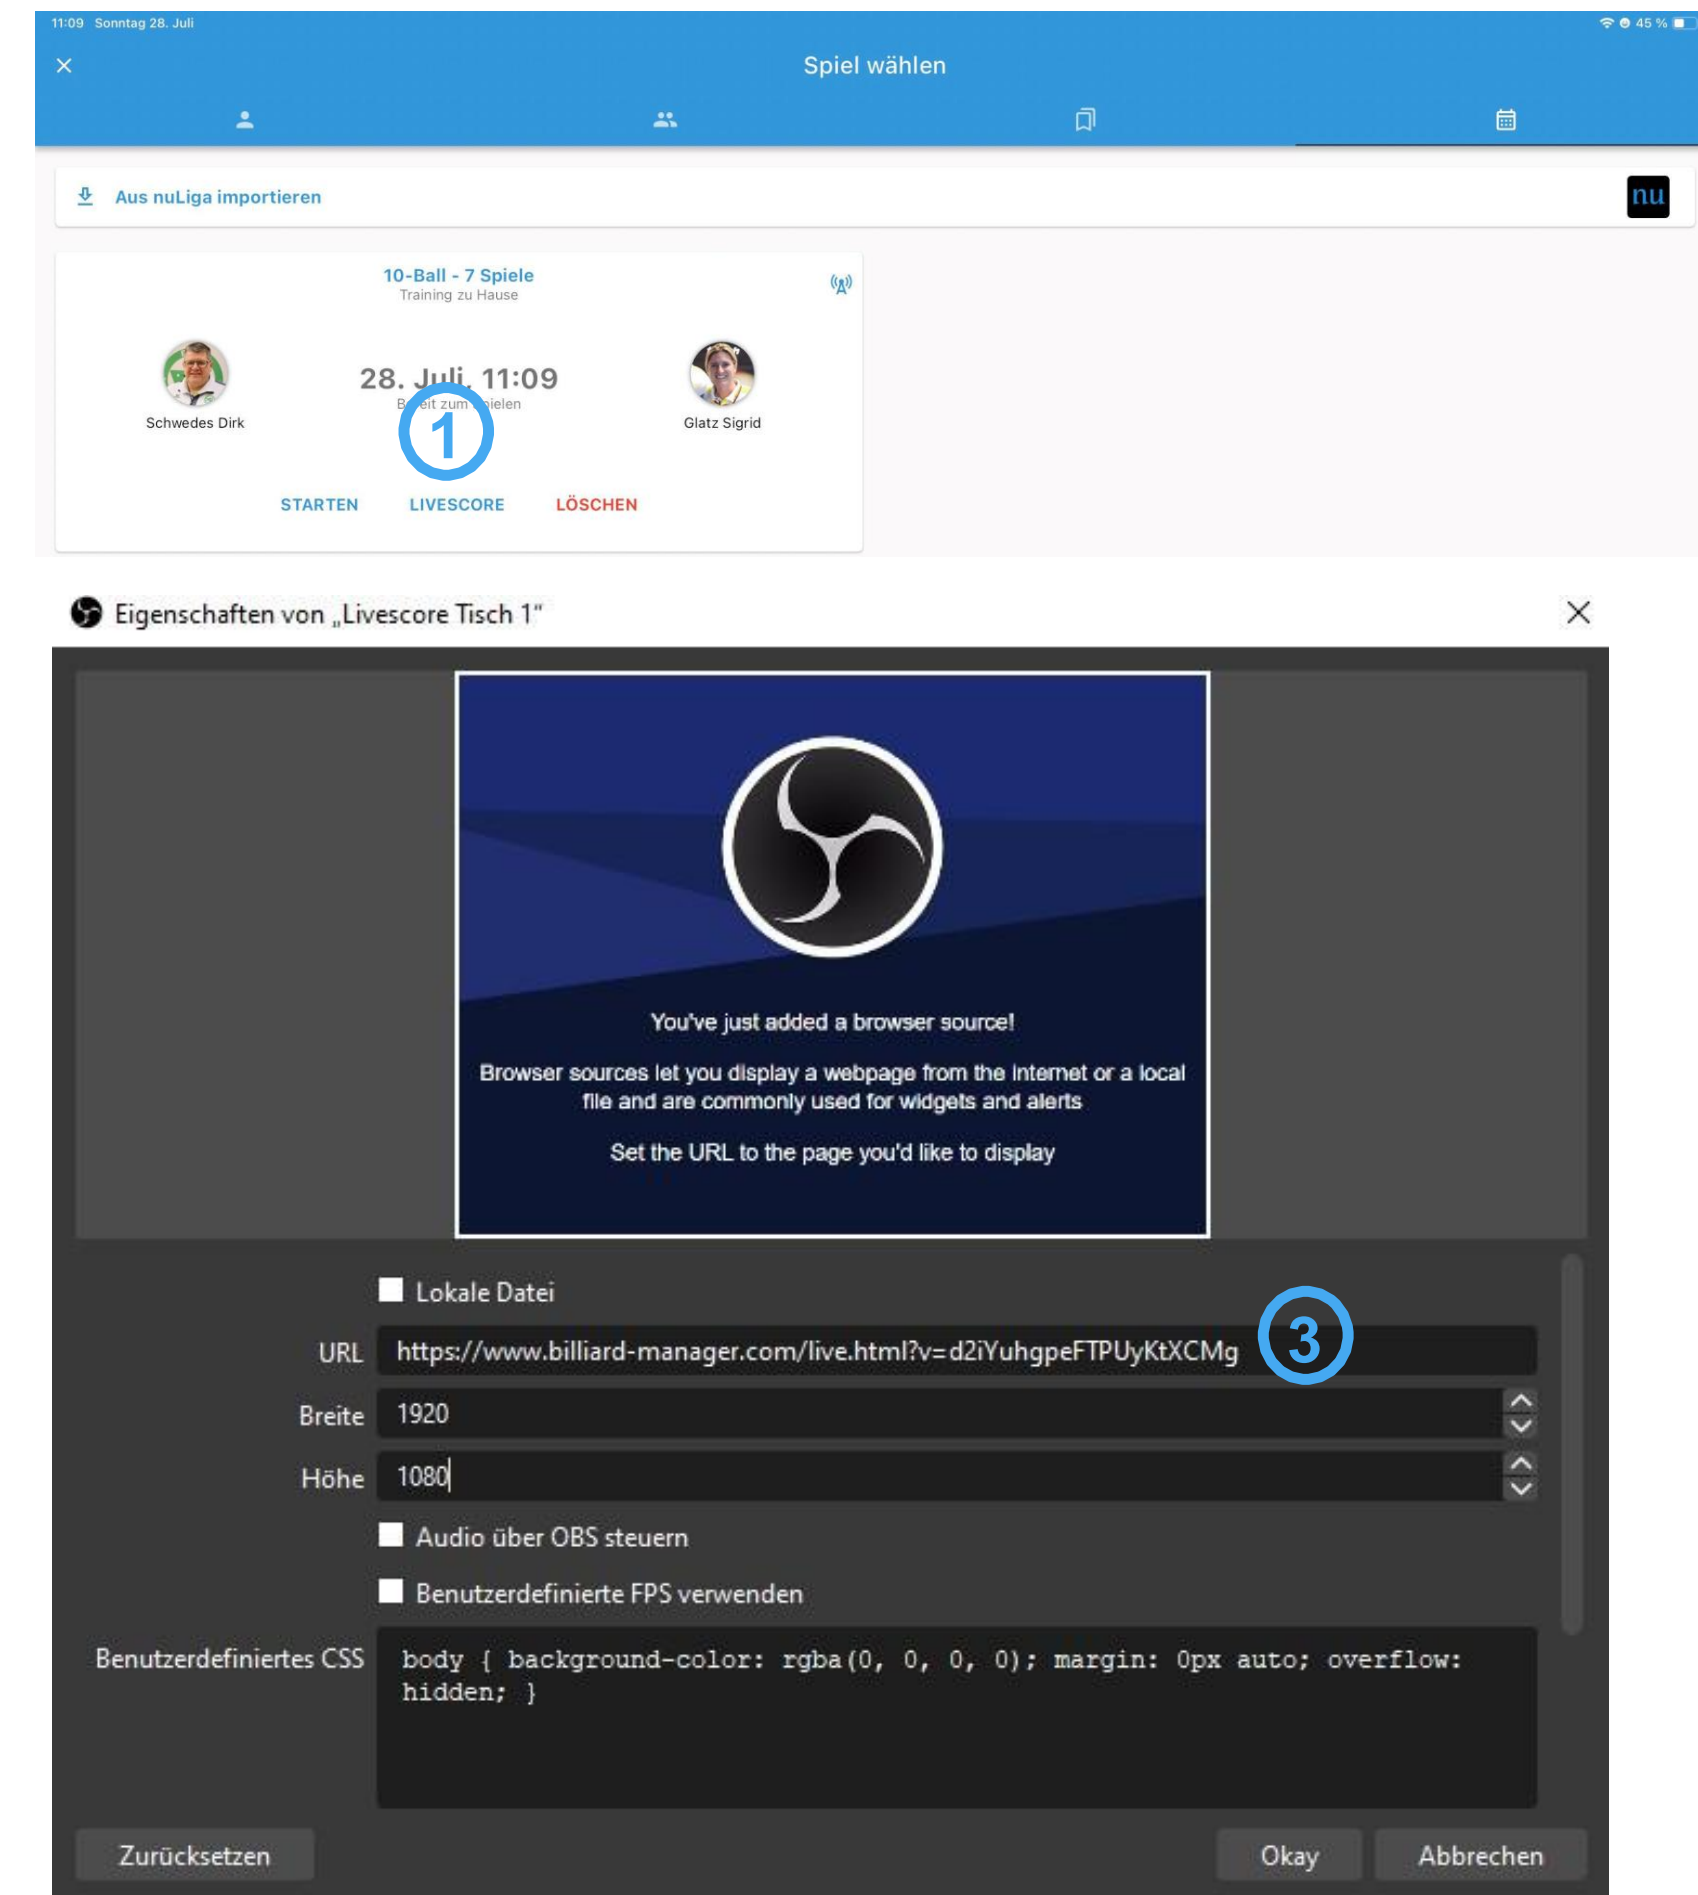 11:09 Sonntag 28. Juli
45 %
Spiel wählen
Aus nuLiga importieren
nu
10-Ball - 7 Spiele
Training zu Hause
28. Juli, 11:09
Bereit zum Spielen
Schwedes Dirk
Glatz Sigrid
1
STARTEN LIVESCORE LÖSCHEN
Eigenschaften von „Livescore Tisch 1“
You've just added a browser source!
Browser sources let you display a webpage from the internet or a local
file and are commonly used for widgets and alerts
Set the URL to the page you'd like to display
Lokale Datei
URL https://www.billiard-manager.com/live.html?v=d2iYuhgpeFTPUyKtXCMg
3
Breite 1920
Höhe 1080
Audio über OBS steuern
Benutzerdefinierte FPS verwenden
Benutzerdefiniertes CSS body { background-color: rgba(0, 0, 0, 0); margin: 0px auto; overflow:
hidden; }
Zurücksetzen Okay Abbrechen